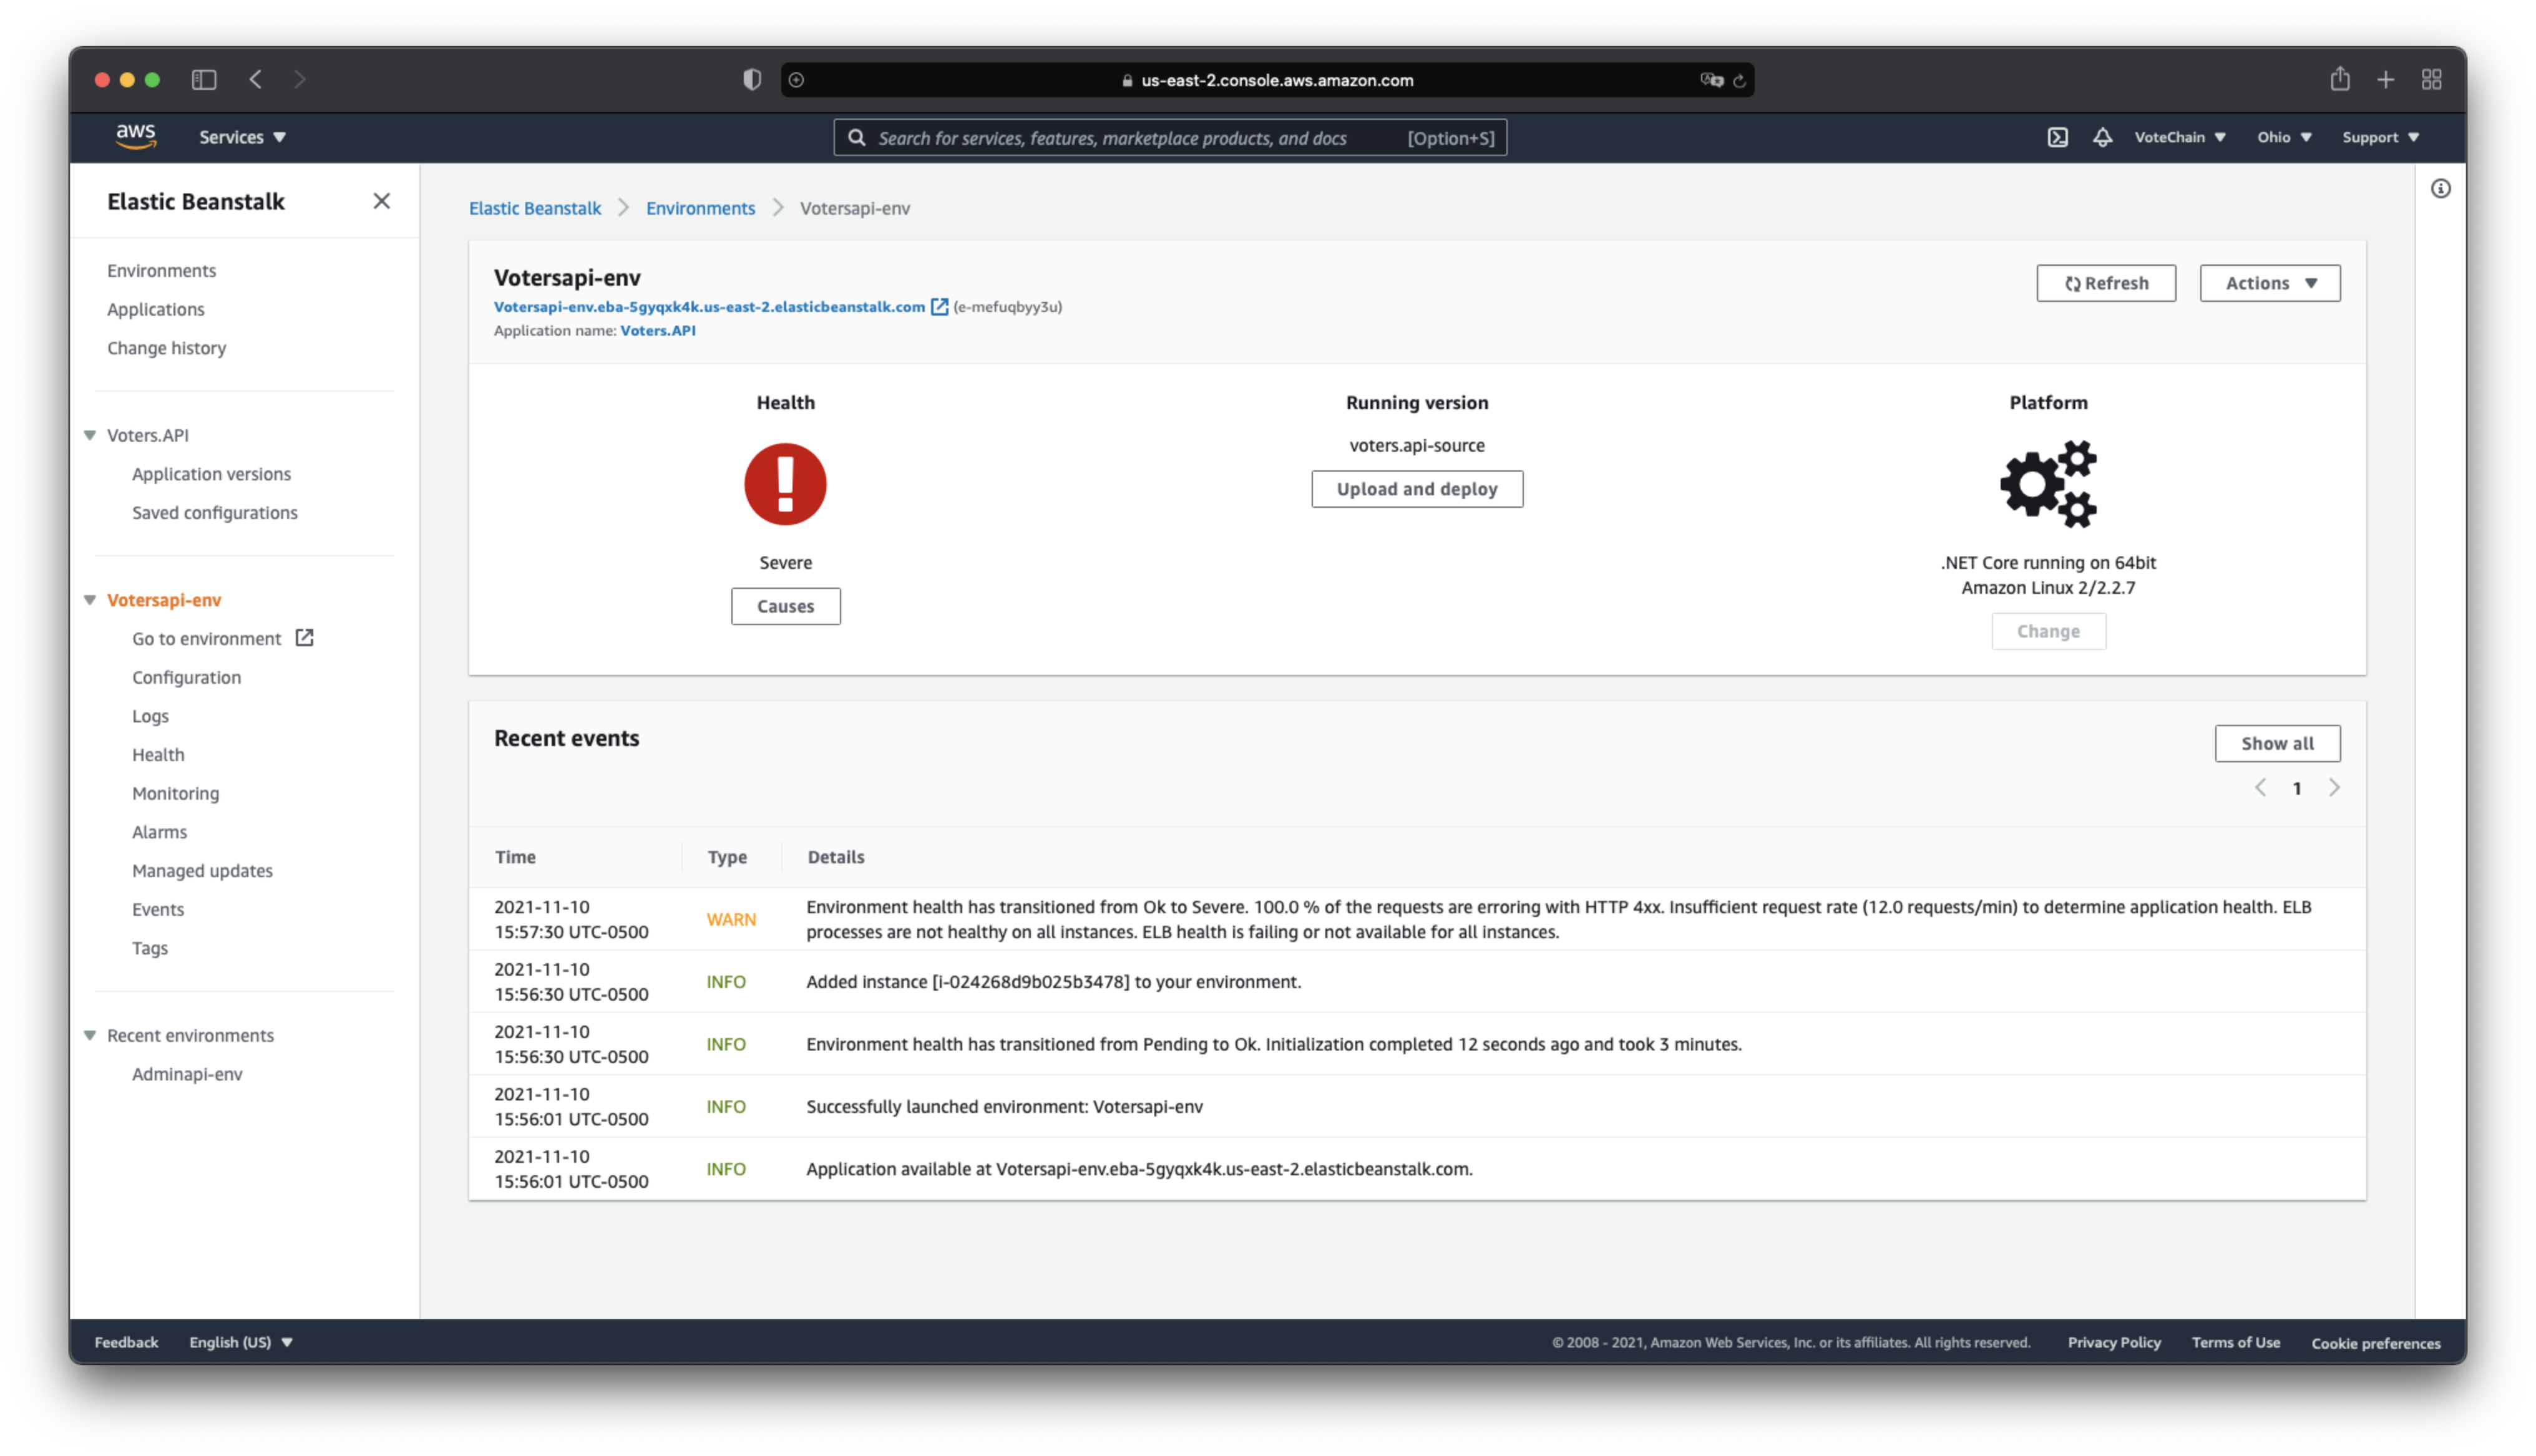 us-east-2.console.aws.amazon.com
aws
Services
Search for services, features, marketplace products, and docs
[Option+S]
VoteChain
Ohio
Support
Elastic Beanstalk
Environments
Applications
Change history
Voters.API
Application versions
Saved configurations
Votersapi-env
Go to environment
Configuration
Logs
Health
Monitoring
Alarms
Managed updates
Events
Tags
Recent environments
Adminapi-env
Elastic Beanstalk
Environments
Votersapi-env
Votersapi-env
Votersapi-env.eba-5gyqxk4k.us-east-2.elasticbeanstalk.com (e-mefuqbyy3u)
Application name: Voters.API
Refresh
Actions
Health
Severe
Causes
Running version
voters.api-source
Upload and deploy
Platform
.NET Core running on 64bit
Amazon Linux 2/2.2.7
Change
Recent events
Show all
1
Time Type Details
2021-11-10
15:57:30 UTC-0500
WARN
Environment health has transitioned from Ok to Severe. 100.0 % of the requests are erroring with HTTP 4xx. Insufficient request rate (12.0 requests/min) to determine application health. ELB
processes are not healthy on all instances. ELB health is failing or not available for all instances.
2021-11-10
15:56:30 UTC-0500
INFO
Added instance [i-024268d9b025b3478] to your environment.
2021-11-10
15:56:30 UTC-0500
INFO
Environment health has transitioned from Pending to Ok. Initialization completed 12 seconds ago and took 3 minutes.
2021-11-10
15:56:01 UTC-0500
INFO
Successfully launched environment: Votersapi-env
2021-11-10
15:56:01 UTC-0500
INFO
Application available at Votersapi-env.eba-5gyqxk4k.us-east-2.elasticbeanstalk.com.
Feedback
English (US)
© 2008 - 2021, Amazon Web Services, Inc. or its affiliates. All rights reserved.
Privacy Policy
Terms of Use
Cookie preferences